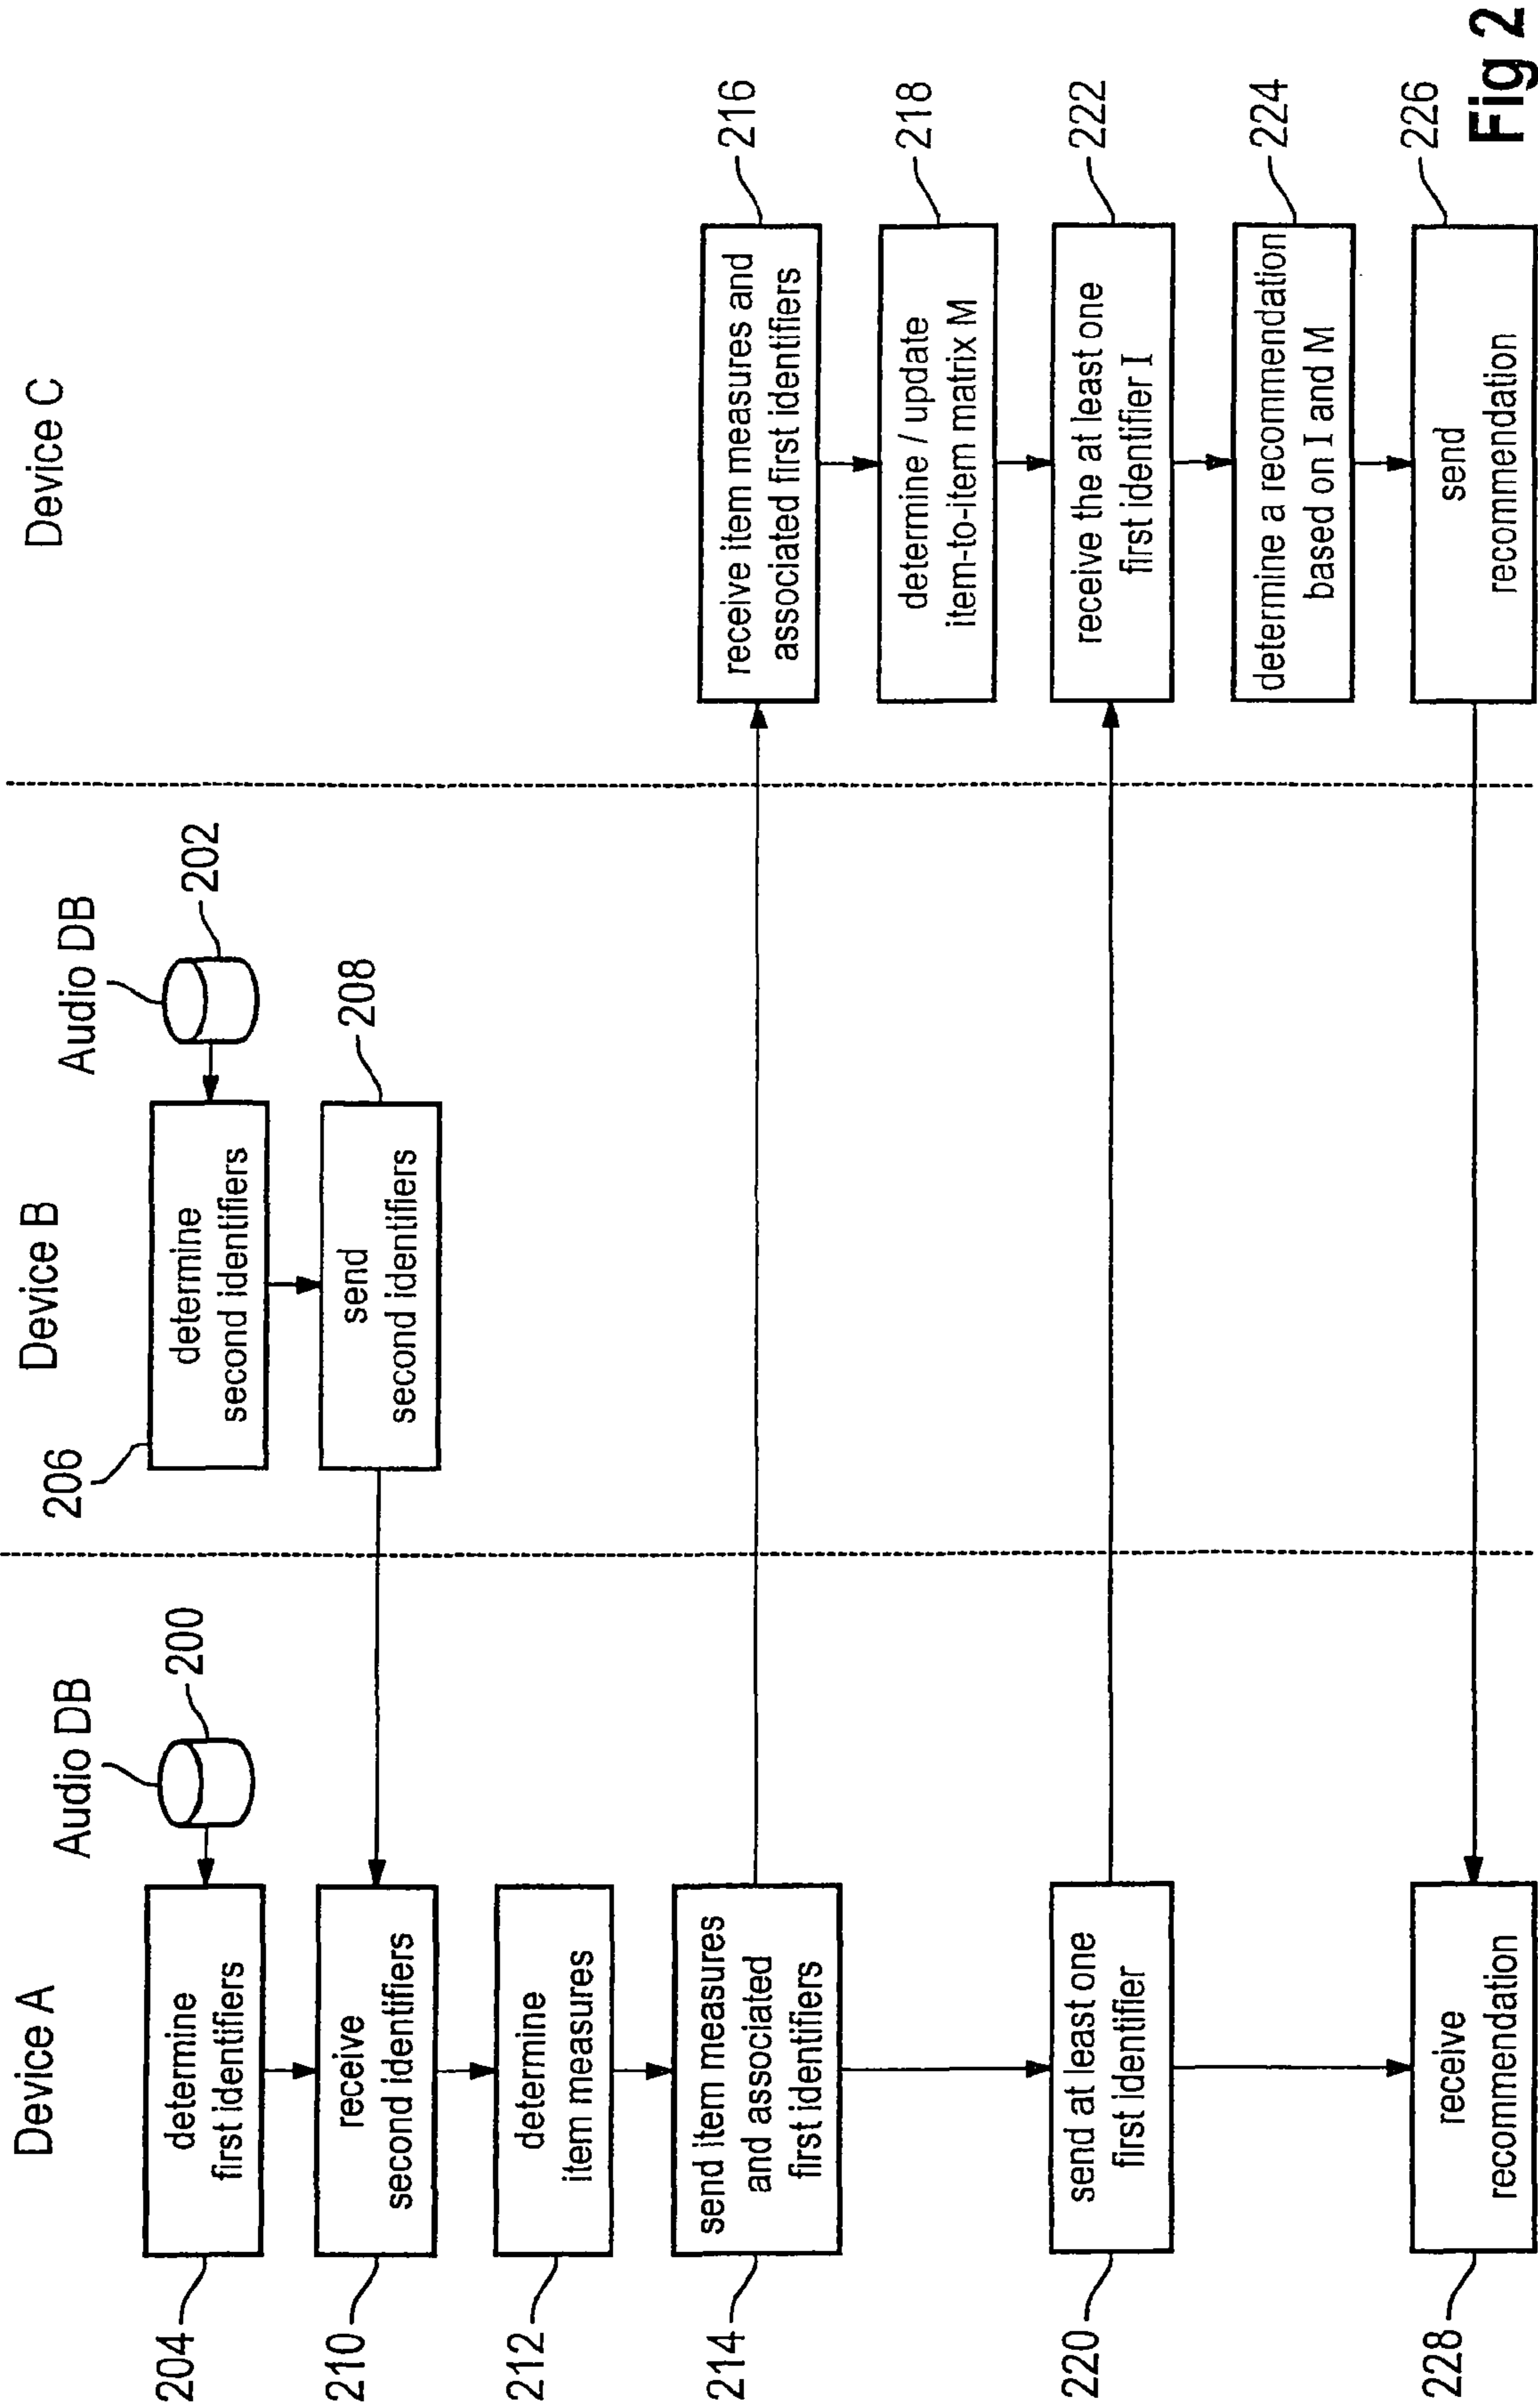 Device A
Device B
Device C
Audio DB
200
Audio DB
202
204
determine
first identifiers
206
determine
second identifiers
208
send
second identifiers
210
receive
second identifiers
212
determine
item measures
214
send item measures
and associated
first identifiers
216
receive item measures and
associated first identifiers
218
determine / update
item-to-item matrix M
220
send at least one
first identifier
222
receive the at least one
first identifier I
224
determine a recommendation
based on I and M
226
send
recommendation
228
receive
recommendation
Fig 2